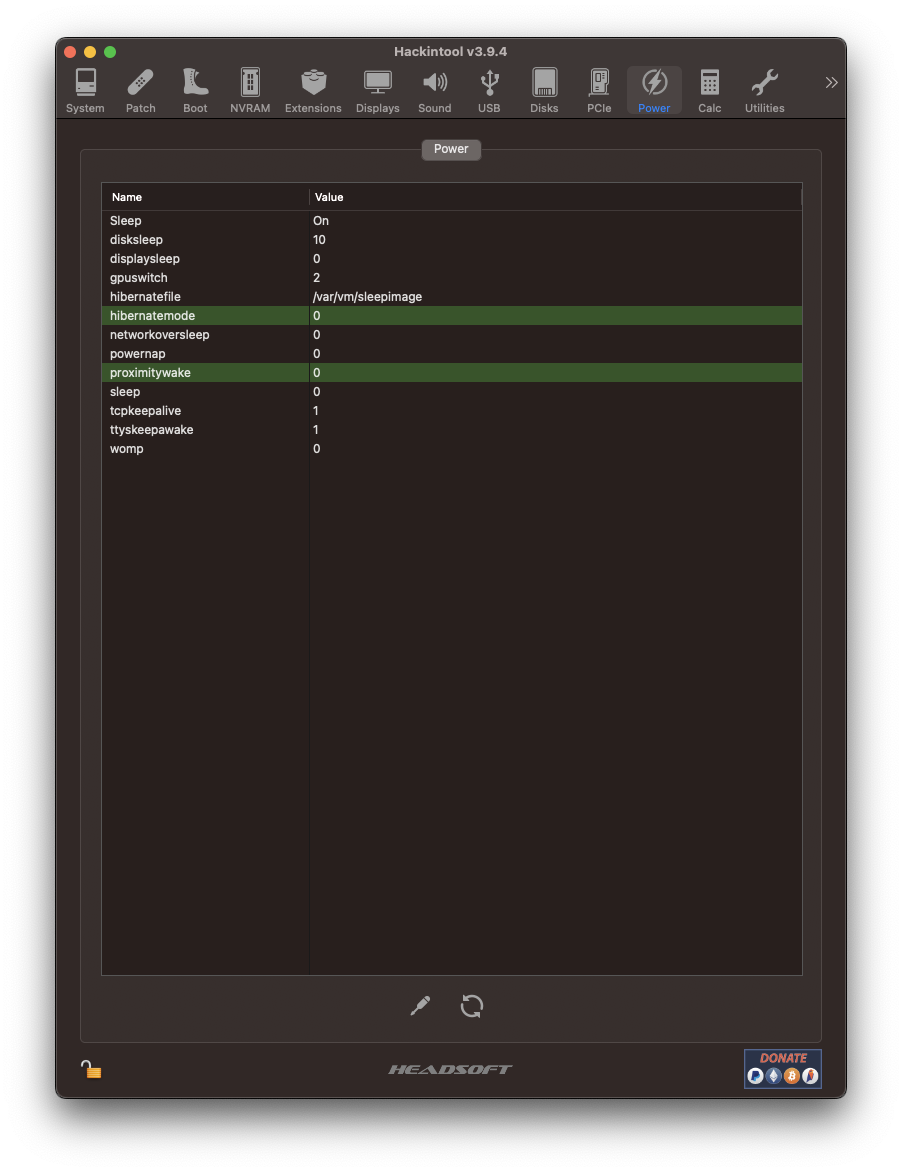 Hackintool v3.9.4
System Patch Boot NVRAM Extensions Displays Sound USB Disks PCIe Power Calc Utilities
Power
Name Value
Sleep On
disksleep 10
displaysleep 0
gpuswitch 2
hibernatefile /var/vm/sleepimage
hibernatemode 0
networkoversleep 0
powernap 0
proximitywake 0
sleep 0
tcpkeepalive 1
ttyskeepawake 1
womp 0
HEADSOFT
DONATE